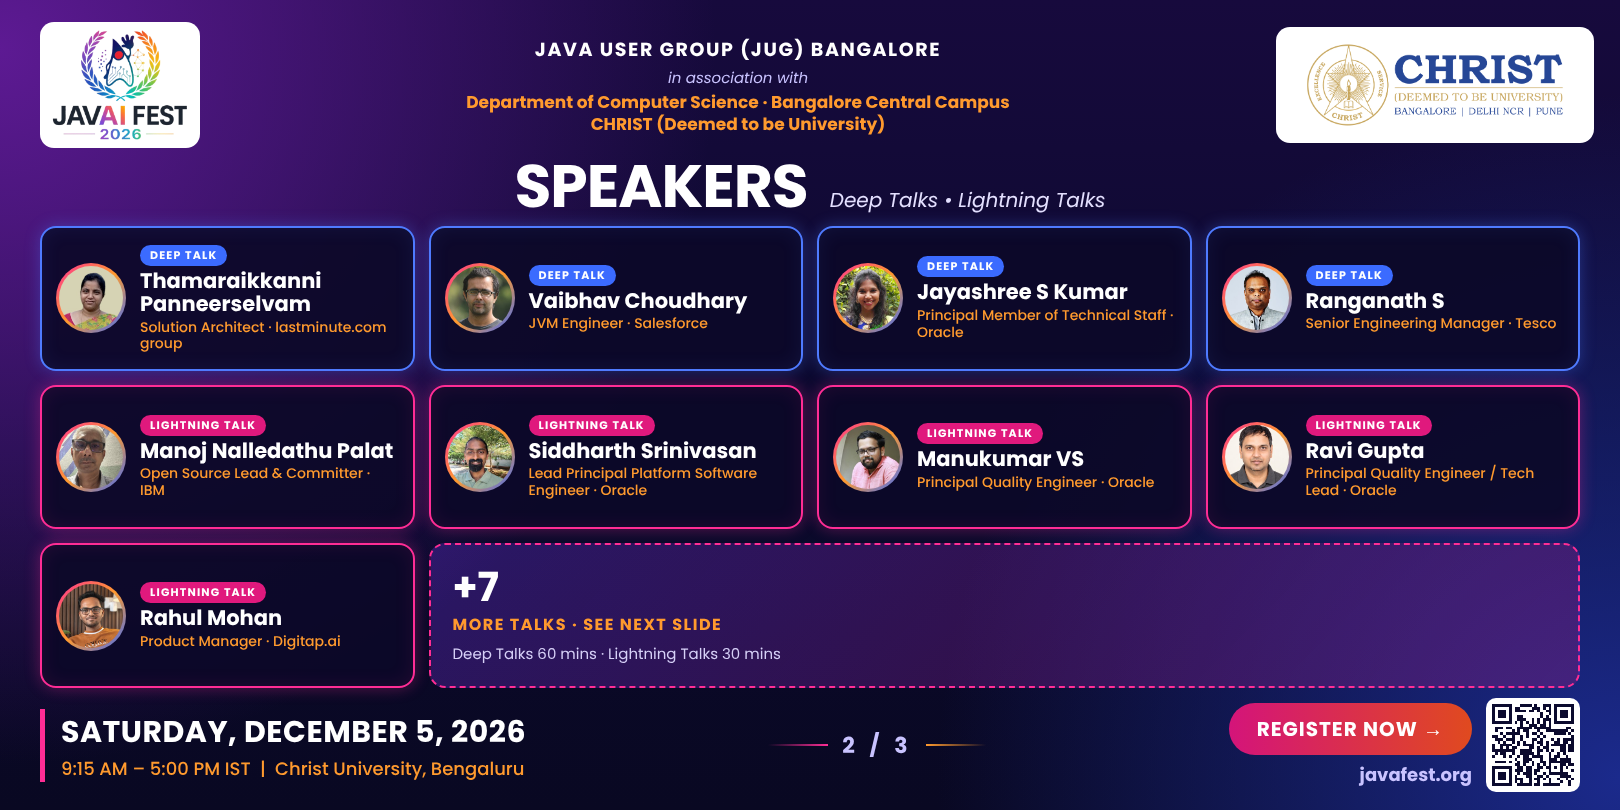 JAVAI FEST
2026
JAVA USER GROUP (JUG) BANGALORE
in association with
Department of Computer Science · Bangalore Central Campus
CHRIST (Deemed to be University)
EXCELLENCE
SERVICE
CHRIST
CHRIST
(DEEMED TO BE UNIVERSITY)
BANGALORE | DELHI NCR | PUNE
SPEAKERS Deep Talks • Lightning Talks
DEEP TALK
Thamaraikkanni
Panneerselvam
Solution Architect · lastminute.com
group
DEEP TALK
Vaibhav Choudhary
JVM Engineer · Salesforce
DEEP TALK
Jayashree S Kumar
Principal Member of Technical Staff ·
Oracle
DEEP TALK
Ranganath S
Senior Engineering Manager · Tesco
LIGHTNING TALK
Manoj Nalledathu Palat
Open Source Lead & Committer ·
IBM
LIGHTNING TALK
Siddharth Srinivasan
Lead Principal Platform Software
Engineer · Oracle
LIGHTNING TALK
Manukumar VS
Principal Quality Engineer · Oracle
LIGHTNING TALK
Ravi Gupta
Principal Quality Engineer / Tech
Lead · Oracle
LIGHTNING TALK
Rahul Mohan
Product Manager · Digitap.ai
+7
MORE TALKS · SEE NEXT SLIDE
Deep Talks 60 mins · Lightning Talks 30 mins
SATURDAY, DECEMBER 5, 2026
9:15 AM – 5:00 PM IST | Christ University, Bengaluru
2 / 3
REGISTER NOW →
javafest.org